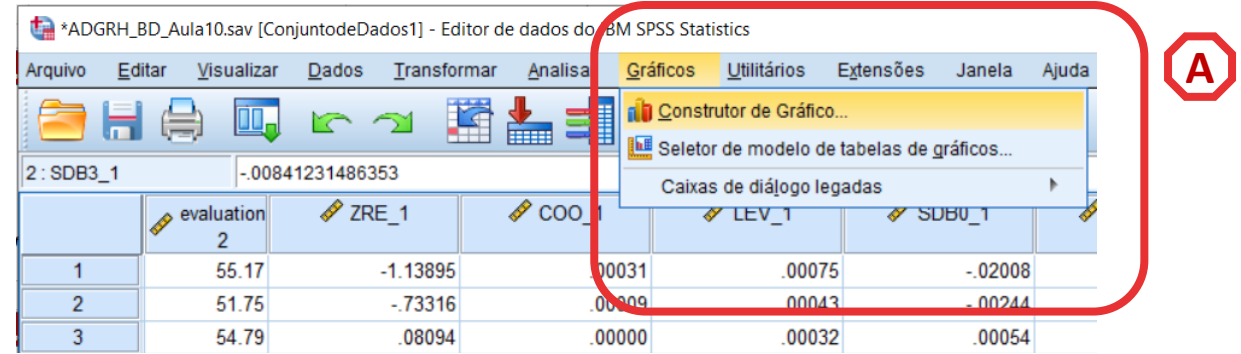 *ADGRH_BD_Aula10.sav [ConjuntodeDados1] - Editor de dados do IBM SPSS Statistics
Arquivo Editar Visualizar Dados Transformar Analisar Gráficos Utilitários Extensões Janela Ajuda
A
Construtor de Gráfico...
Seletor de modelo de tabelas de gráficos...
Caixas de diálogo legadas
2 : SDB3_1 -.00841231486353
evaluation2 ZRE_1 COO_1 LEV_1 SDB0_1
1 55.17 -1.13895 .00031 .00075 -.02008
2 51.75 -.73316 .00009 .00043 -.00244
3 54.79 .08094 .00000 .00032 .00054